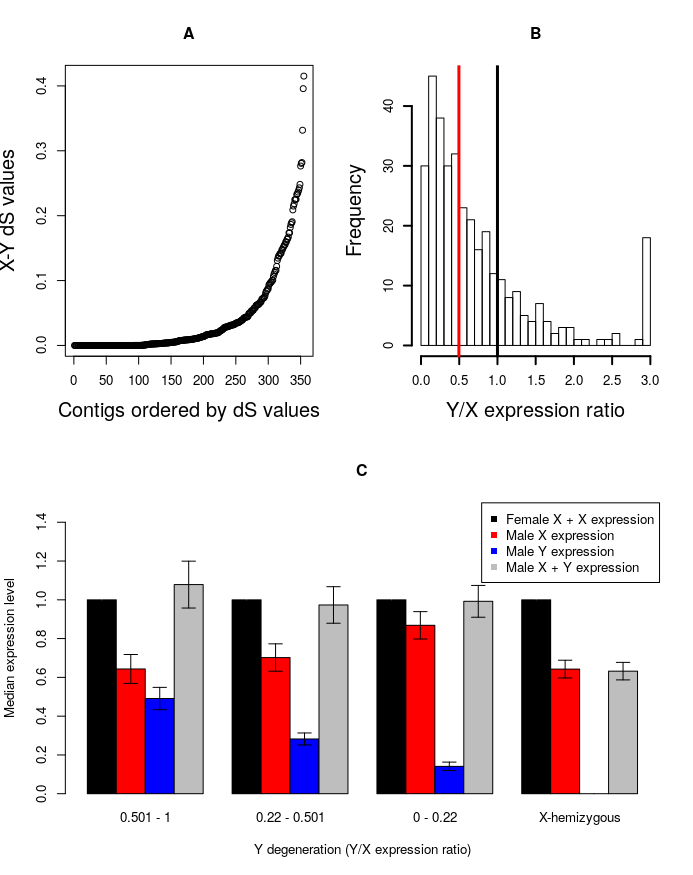 A
X-Y dS values
0.4
0.3
0.2
0.1
0.0
0 50 100 150 200 250 300 350
Contigs ordered by dS values
B
Frequency
40
30
20
10
0
0.0 0.5 1.0 1.5 2.0 2.5 3.0
Y/X expression ratio
C
Median expression level
1.4
1.2
1.0
0.8
0.6
0.4
0.2
0.0
Female X + X expression
Male X expression
Male Y expression
Male X + Y expression
0.501 - 1 0.22 - 0.501 0 - 0.22 X-hemizygous
Y degeneration (Y/X expression ratio)